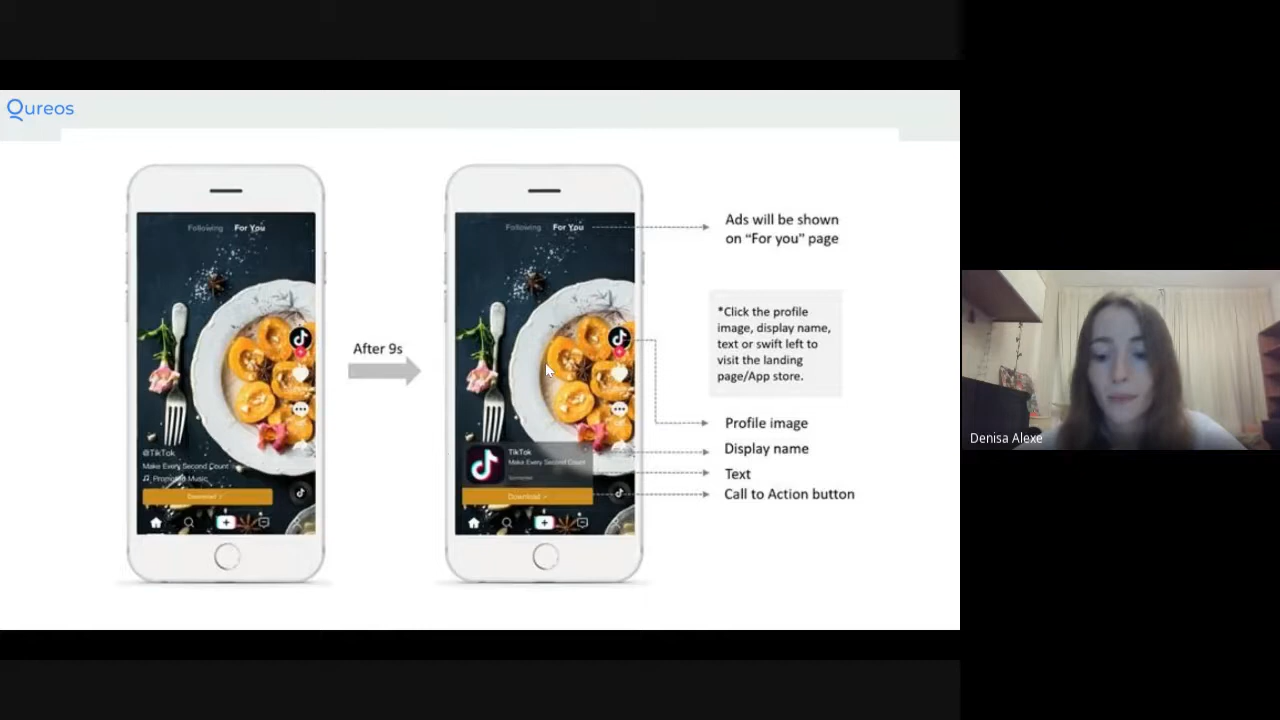 Qureos
Following For You
@TikTok
Make Every Second Count
Promoted Music
Download >
After 9s
Following For You
TikTok
Make Every Second Count
Sponsored
Download >
Ads will be shown
on “For you” page
*Click the profile
image, display name,
text or swift left to
visit the landing
page/App store.
Profile image
Display name
Text
Call to Action button
Denisa Alexe